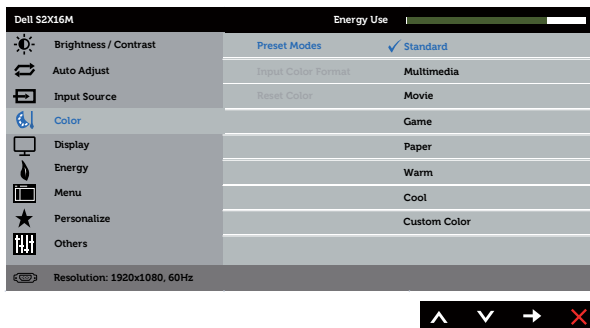 Dell S2X16M Energy Use
Brightness / Contrast Preset Modes Standard
Auto Adjust Input Color Format Multimedia
Input Source Reset Color Movie
Color Game
Display Paper
Energy Warm
Menu Cool
Personalize Custom Color
Others
Resolution: 1920x1080, 60Hz